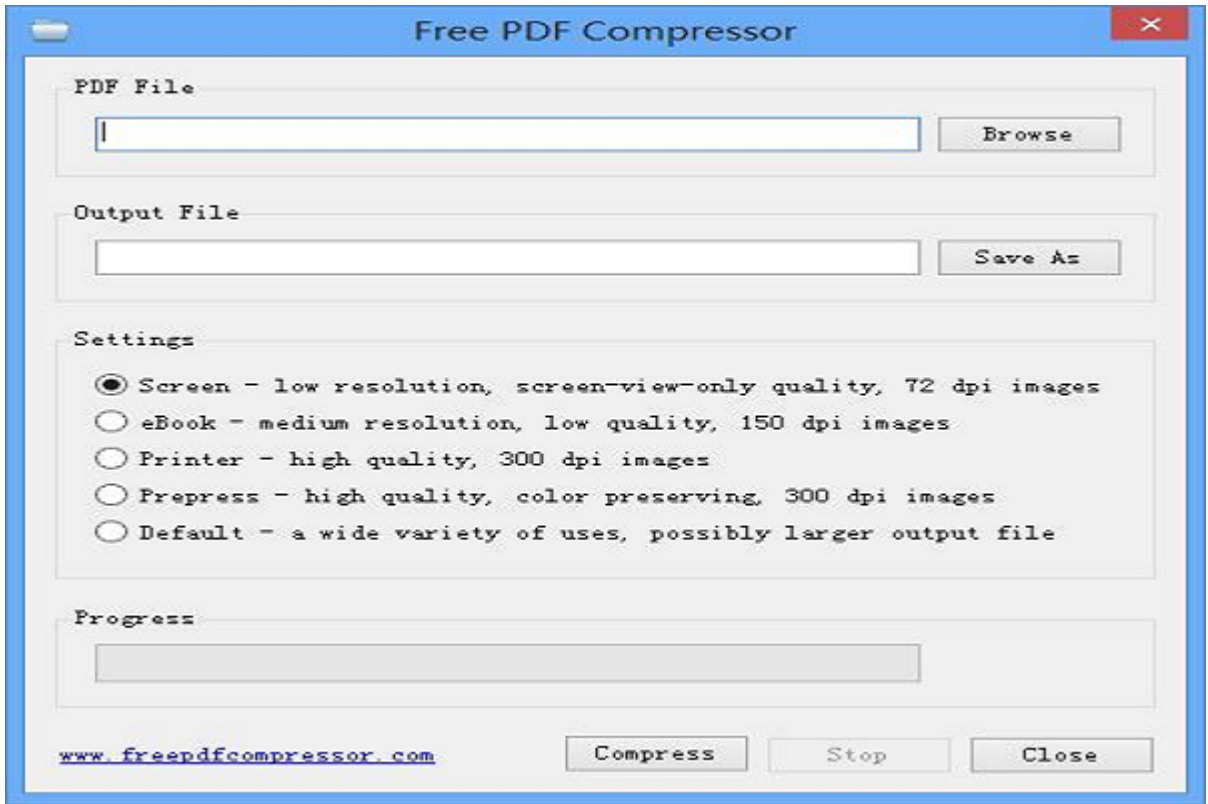 Free PDF Compressor
PDF File
Browse
Output File
Save As
Settings
Screen - low resolution, screen-view-only quality, 72 dpi images
eBook - medium resolution, low quality, 150 dpi images
Printer - high quality, 300 dpi images
Prepress - high quality, color preserving, 300 dpi images
Default - a wide variety of uses, possibly larger output file
Progress
www.freepdfcompressor.com
Compress
Stop
Close